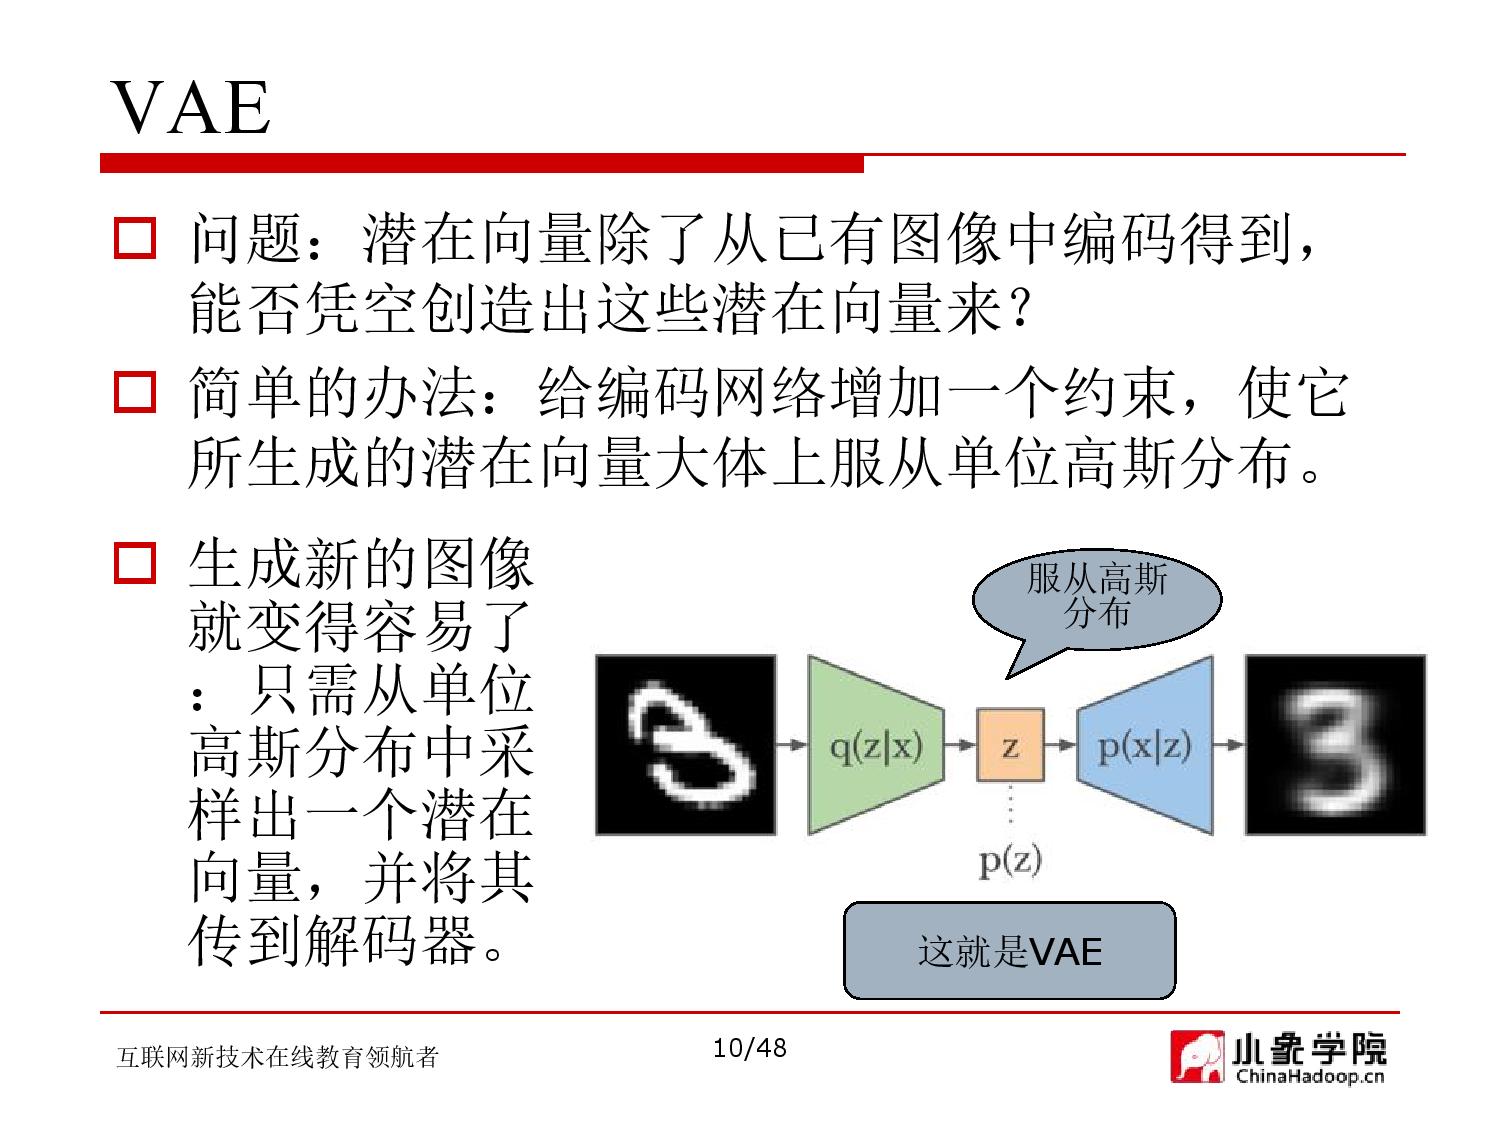 VAE
问题：潜在向量除了从已有图像中编码得到，
能否凭空创造出这些潜在向量来？
简单的办法：给编码网络增加一个约束，使它
所生成的潜在向量大体上服从单位高斯分布。
生成新的图像
就变得容易了
：只需从单位
高斯分布中采
样出一个潜在
向量，并将其
传到解码器。
服从高斯
分布
q(z|x)
z
p(x|z)
p(z)
这就是VAE
互联网新技术在线教育领航者
10/48
小象学院
ChinaHadoop.cn